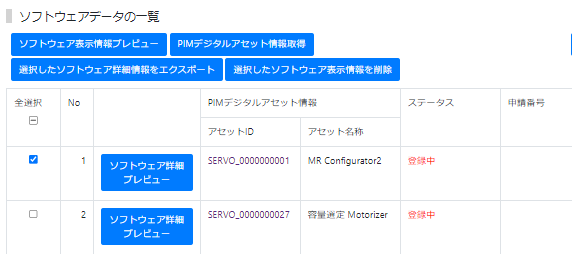 ソフトウェアデータの一覧
ソフトウェア表示情報プレビュー PIMデジタルアセット情報取得
選択したソフトウェア詳細情報をエクスポート 選択したソフトウェア表示情報を削除
全選択 No PIMデジタルアセット情報 ステータス 申請番号
アセットID アセット名称
1 ソフトウェア詳細 SERVO_0000000001 MR Configurator2 登録中
プレビュー
2 ソフトウェア詳細 SERVO_0000000027 容量選定 Motorizer 登録中
プレビュー